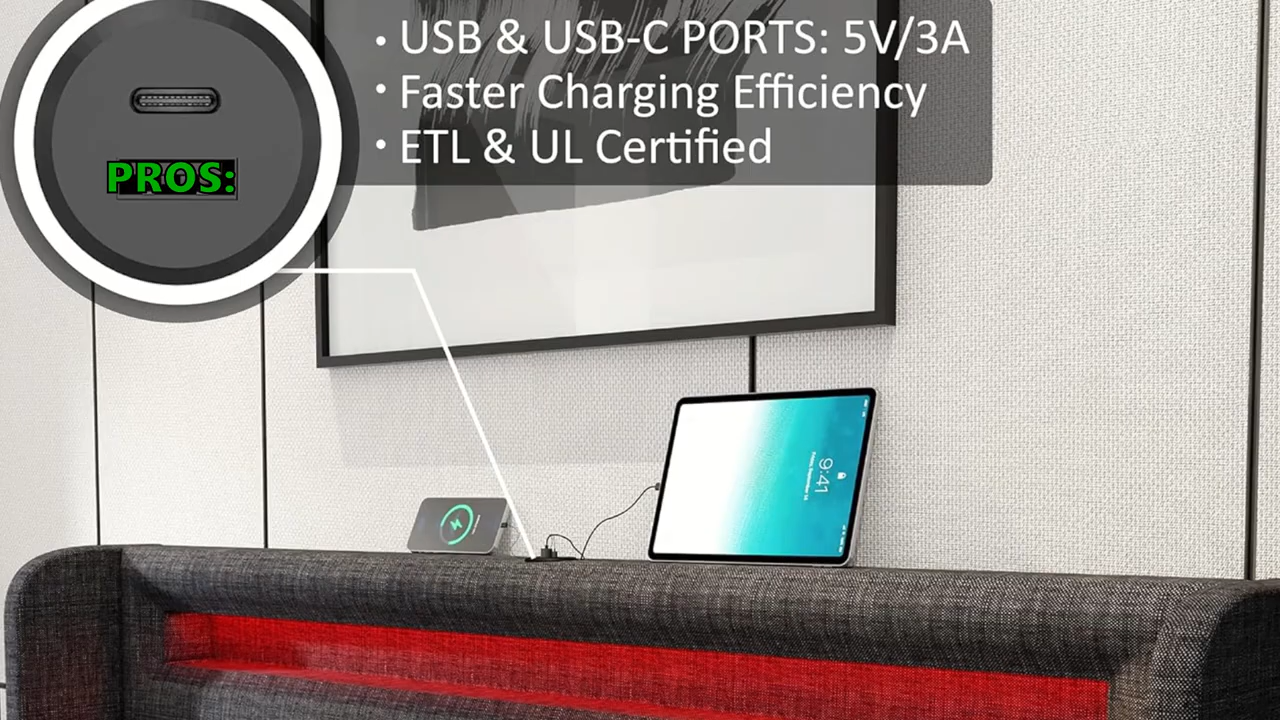 • USB & USB-C PORTS: 5V/3A
• Faster Charging Efficiency
• ETL & UL Certified
PROS:
9:41